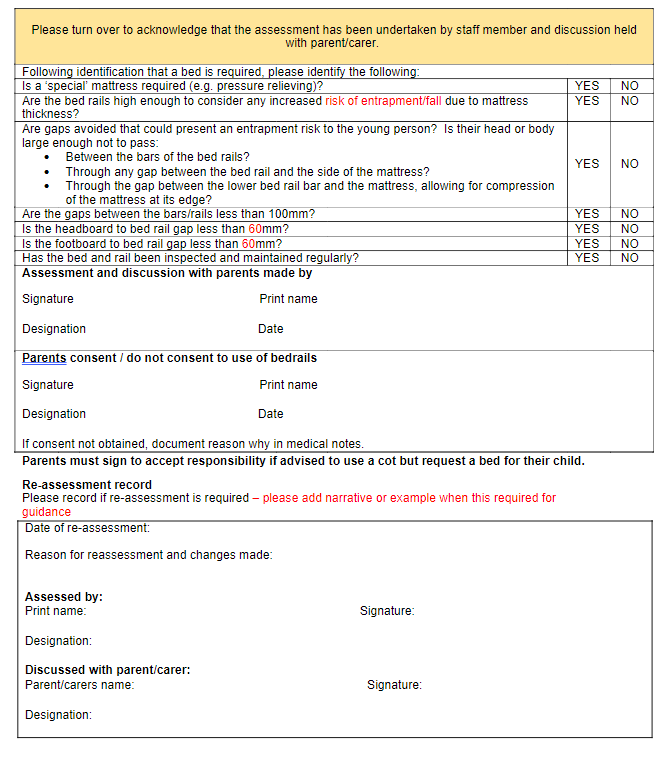 Please turn over to acknowledge that the assessment has been undertaken by staff member and discussion held
with parent/carer.
Following identification that a bed is required, please identify the following:
Is a ‘special’ mattress required (e.g. pressure relieving)? YES NO
Are the bed rails high enough to consider any increased risk of entrapment/fall due to mattress YES NO
thickness?
Are gaps avoided that could present an entrapment risk to the young person? Is their head or body
large enough not to pass:
• Between the bars of the bed rails?
YES NO
• Through any gap between the bed rail and the side of the mattress?
• Through the gap between the lower bed rail bar and the mattress, allowing for compression
of the mattress at its edge?
Are the gaps between the bars/rails less than 100mm? YES NO
Is the headboard to bed rail gap less than 60mm? YES NO
Is the footboard to bed rail gap less than 60mm? YES NO
Has the bed and rail been inspected and maintained regularly? YES NO
Assessment and discussion with parents made by
Signature Print name
Designation Date
Parents consent / do not consent to use of bedrails
Signature Print name
Designation Date
If consent not obtained, document reason why in medical notes.
Parents must sign to accept responsibility if advised to use a cot but request a bed for their child.
Re-assessment record
Please record if re-assessment is required – please add narrative or example when this required for
guidance
Date of re-assessment:
Reason for reassessment and changes made:
Assessed by:
Print name: Signature:
Designation:
Discussed with parent/carer:
Parent/carers name: Signature:
Designation: